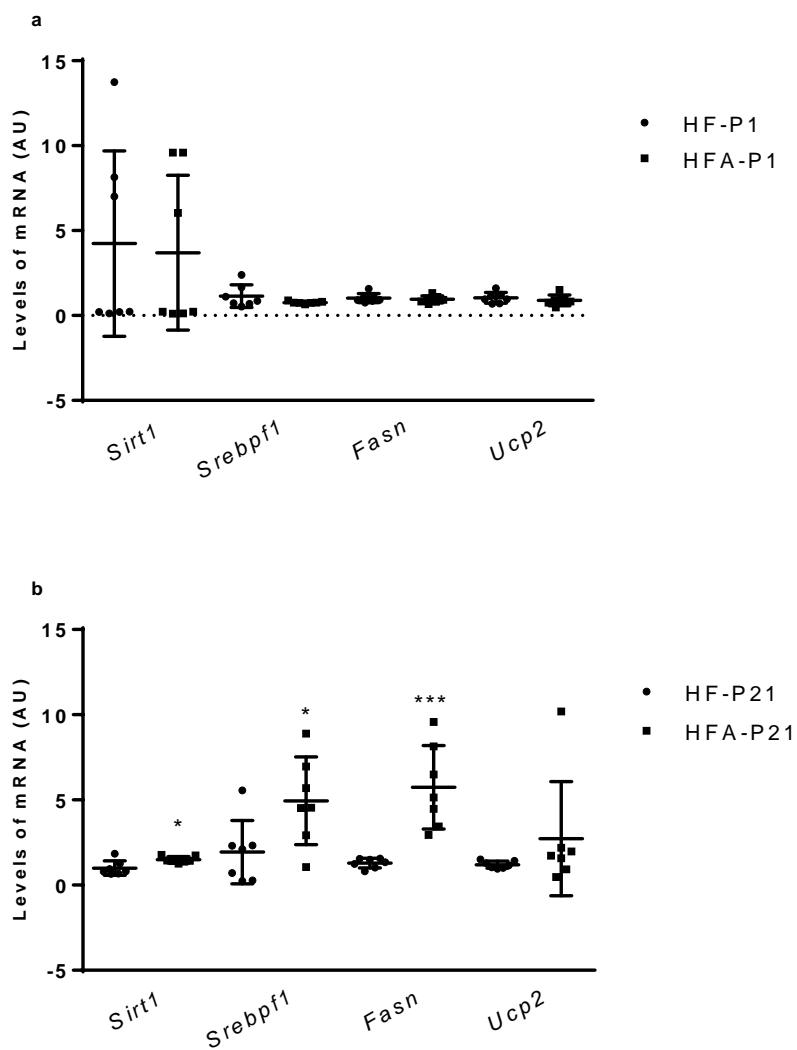 a
Levels of mRNA (AU)
15
10
5
0
-5
Sirt1
Srebpf1
Fasn
Ucp2
HF-P1
HFA-P1
b
Levels of mRNA (AU)
15
10
5
0
-5
*
*
***
Sirt1
Srebpf1
Fasn
Ucp2
HF-P21
HFA-P21